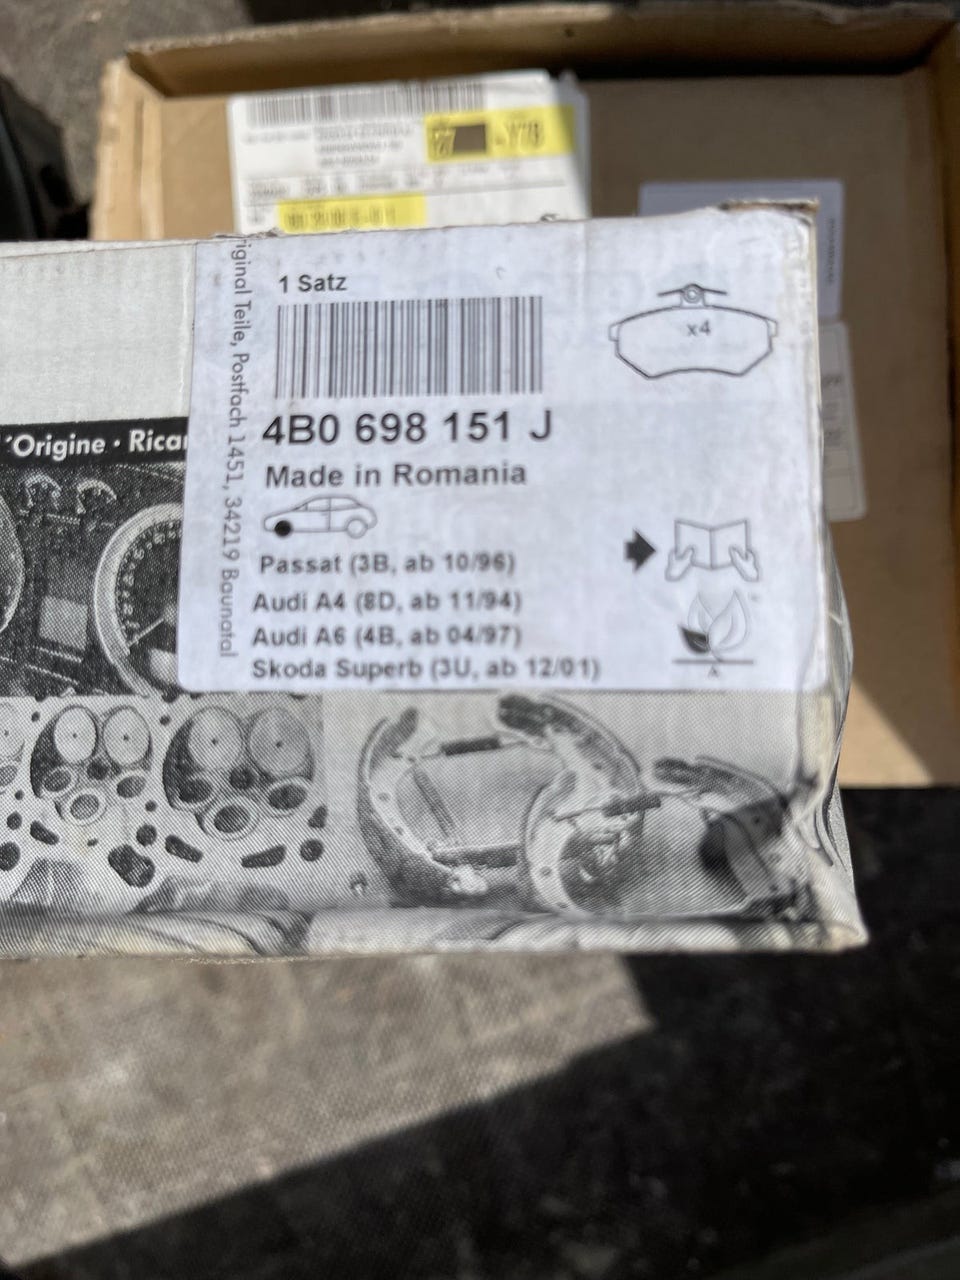 1 Satz
x4
4B0 698 151 J
Made in Romania
Passat (3B, ab 10/96)
Audi A4 (8D, ab 11/94)
Audi A6 (4B, ab 04/97)
Skoda Superb (3U, ab 12/01)
riginal Teile, Postfach 1451, 34219 Baunatal
'Origine · Rica